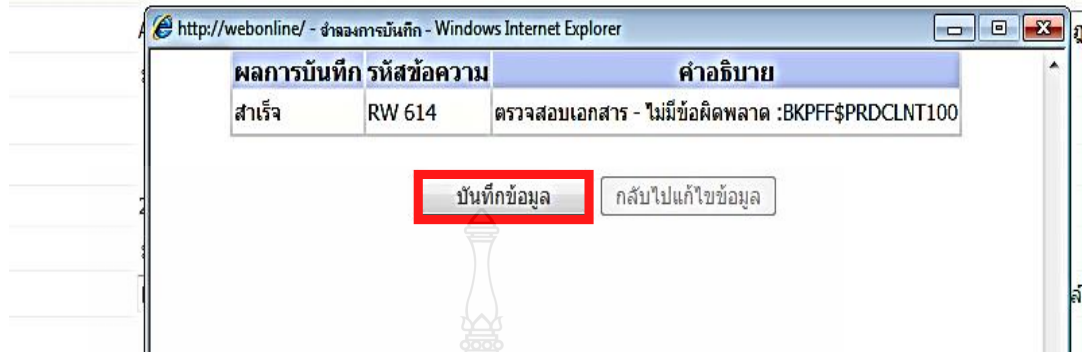 http://webonline/ - จำลองการบันทึก - Windows Internet Explorer
ผลการบันทึก รหัสข้อความ คำอธิบาย
สำเร็จ RW 614 ตรวจสอบเอกสาร - ไม่มีข้อผิดพลาด :BKPFF$PRDCLNT100
บันทึกข้อมูล กลับไปแก้ไขข้อมูล